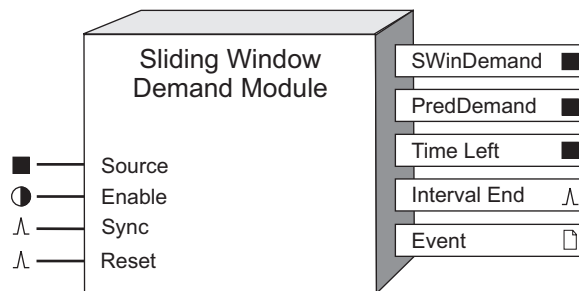 Sliding Window
Demand Module
Source
Enable
Sync
Reset
SWinDemand
PredDemand
Time Left
Interval End
Event